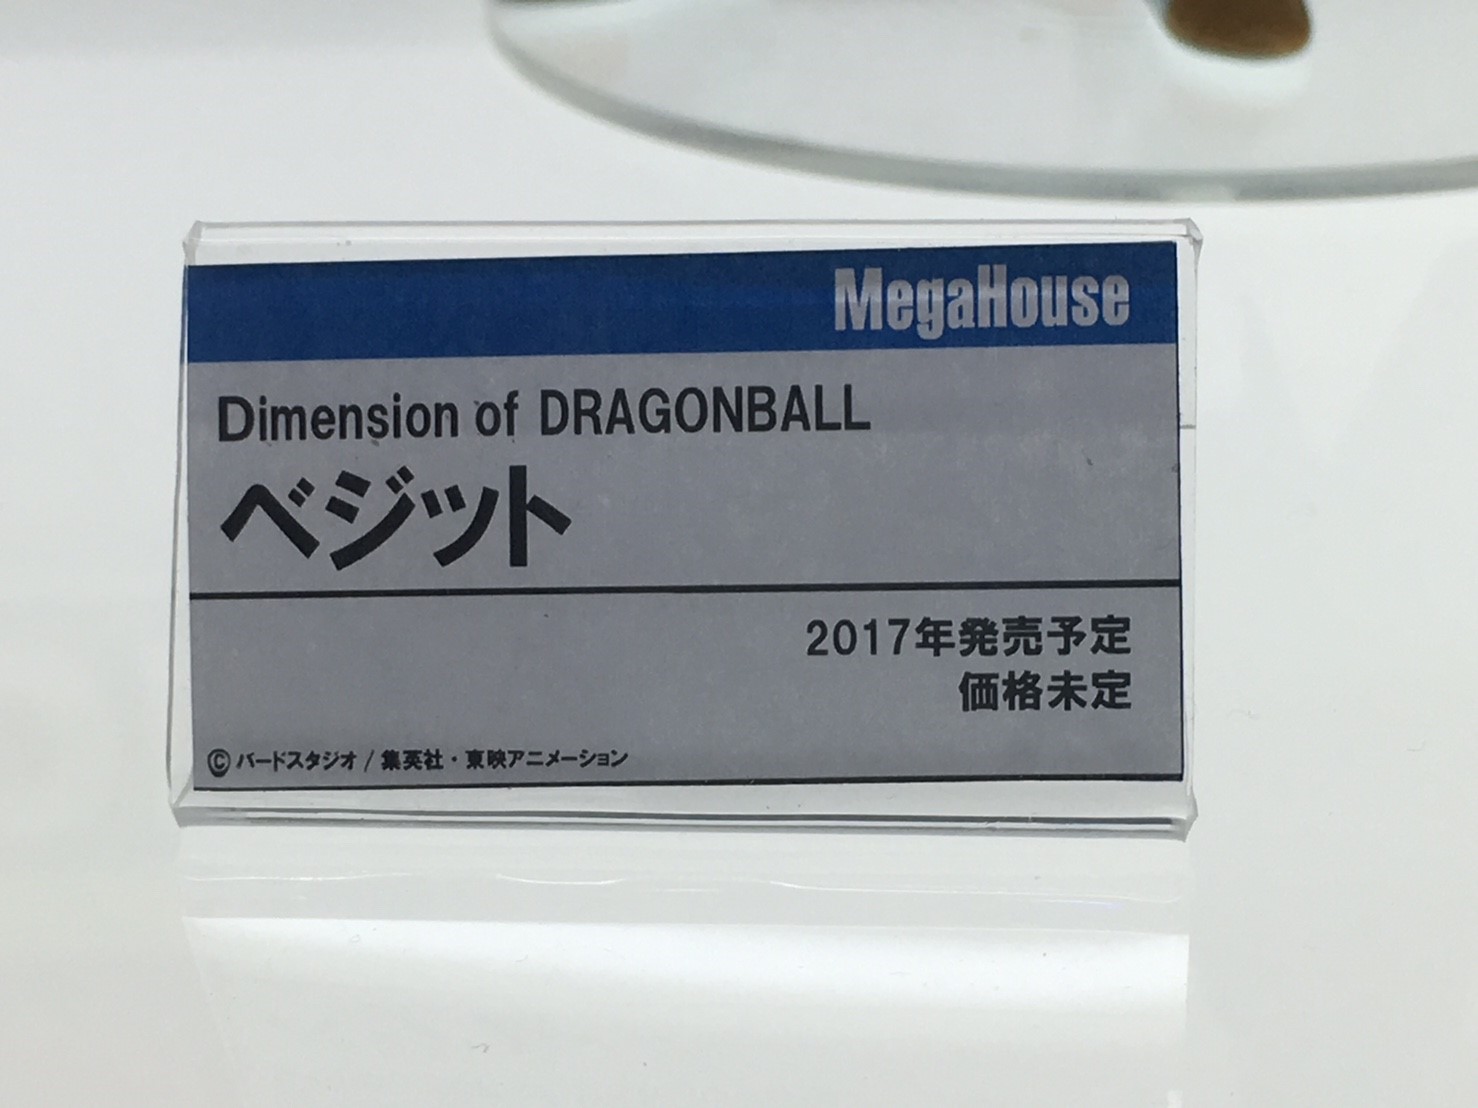 MegaHouse
Dimension of DRAGONBALL
ベジット
2017年発売予定
価格未定
©バードスタジオ / 集英社・東映アニメーション